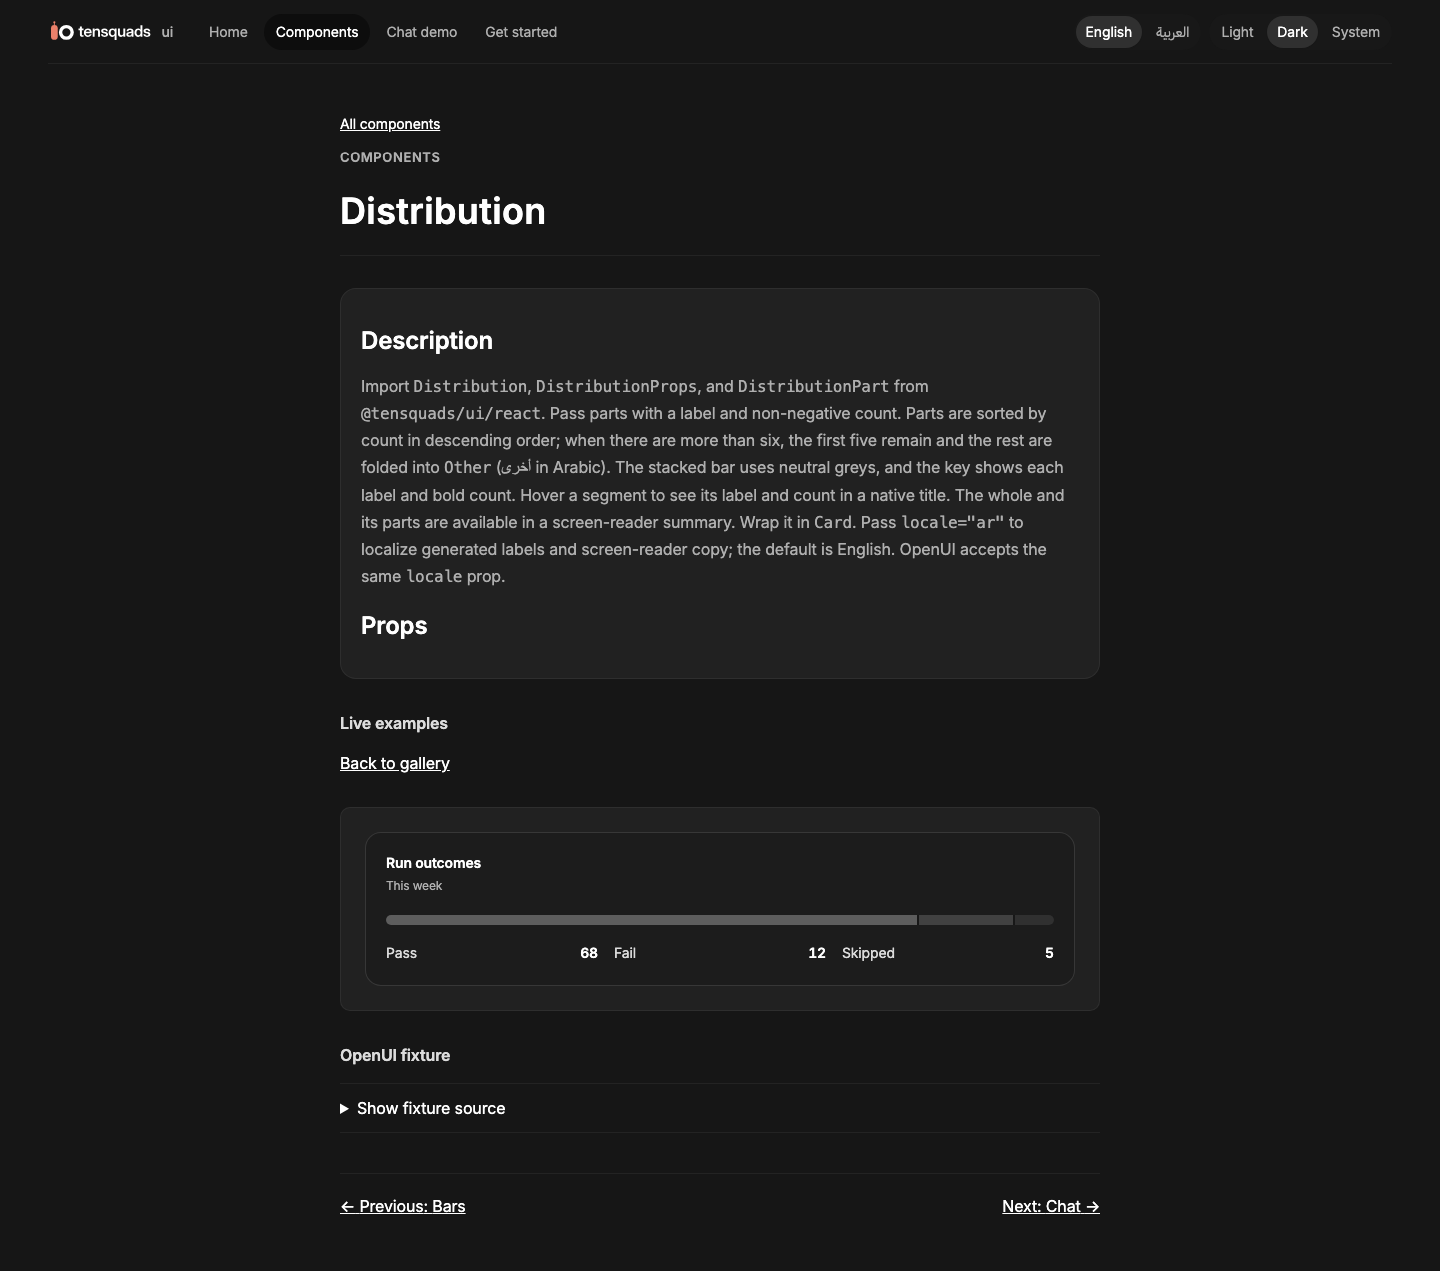 tensquads ui
Home
Components
Chat demo
Get started
English
العربية
Light
Dark
System
All components
COMPONENTS
Distribution
Description
Import Distribution, DistributionProps, and DistributionPart from
@tensquads/ui/react. Pass parts with a label and non-negative count. Parts are sorted by
count in descending order; when there are more than six, the first five remain and the rest are
folded into Other (أخرى in Arabic). The stacked bar uses neutral greys, and the key shows each
label and bold count. Hover a segment to see its label and count in a native title. The whole and
its parts are available in a screen-reader summary. Wrap it in Card. Pass locale="ar" to
localize generated labels and screen-reader copy; the default is English. OpenUI accepts the
same locale prop.
Props
Live examples
Back to gallery
Run outcomes
This week
Pass 68 Fail 12 Skipped 5
OpenUI fixture
Show fixture source
← Previous: Bars
Next: Chat →